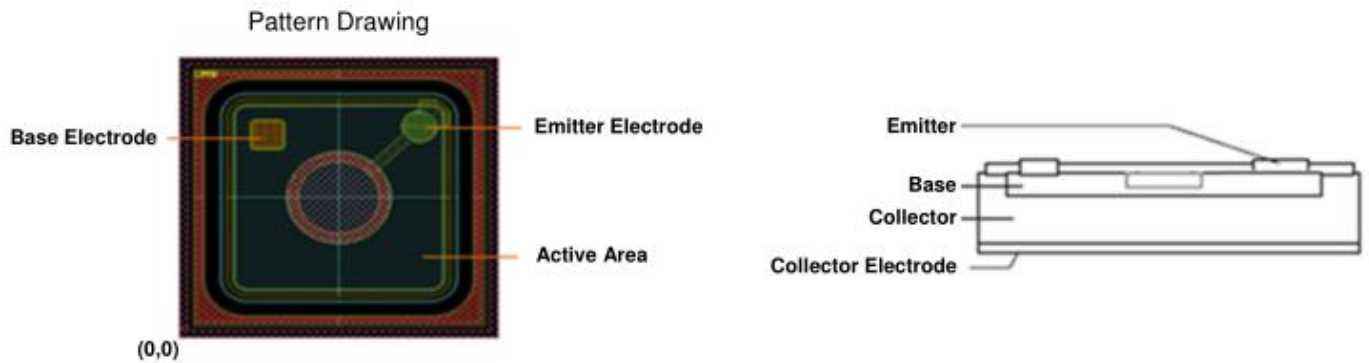 Pattern Drawing
Base Electrode
Emitter Electrode
Active Area
(0,0)
Emitter
Base
Collector
Collector Electrode